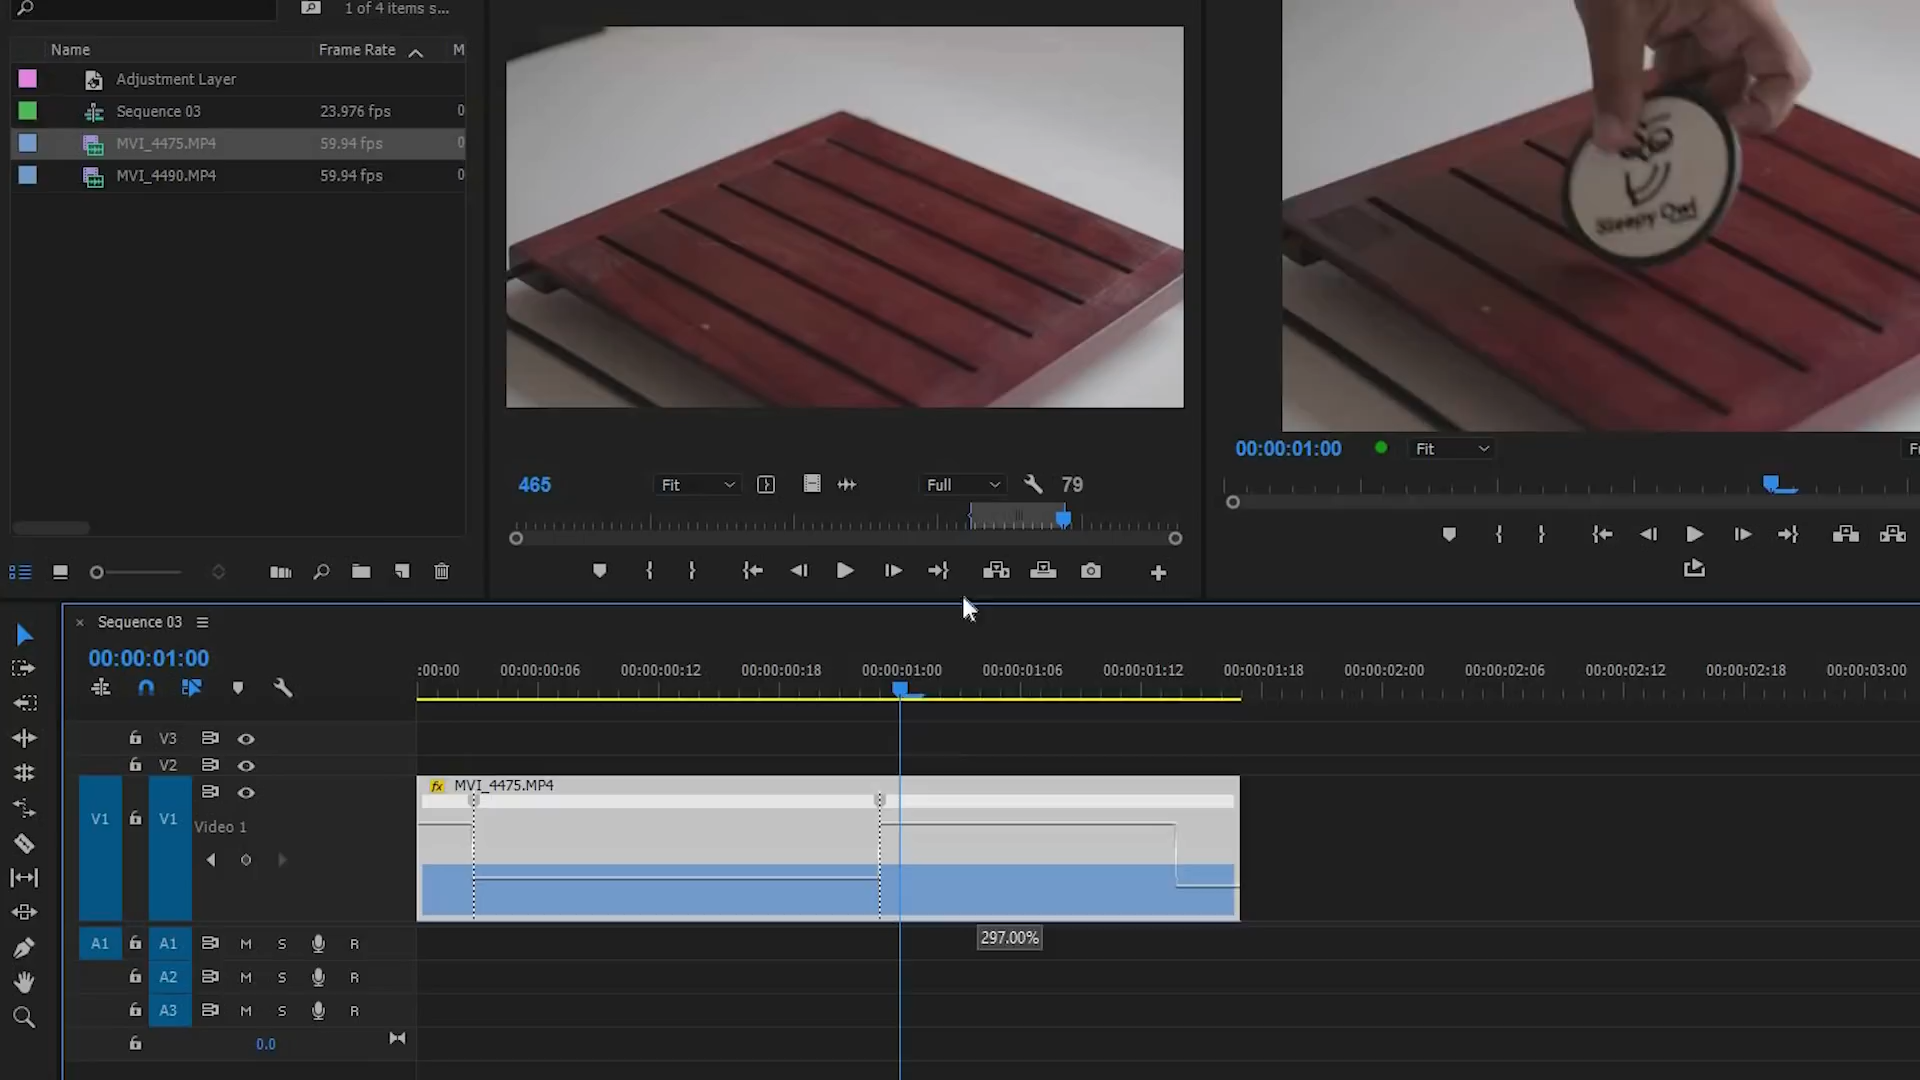 1 of 4 items s...
Name Frame Rate M
Adjustment Layer
Sequence 03 23.976 fps 0
MVI_4475.MP4 59.94 fps 0
MVI_4490.MP4 59.94 fps 0
Sleepy Owl
465 Fit Full 79
00:00:01:00 Fit
Sequence 03
00:00:01:00
:00:00 00:00:00:06 00:00:00:12 00:00:00:18 00:00:01:00 00:00:01:06 00:00:01:12 00:00:01:18 00:00:02:00 00:00:02:06 00:00:02:12 00:00:02:18 00:00:03:00
V3
V2
fx MVI_4475.MP4
V1 V1 Video 1
297.00%
A1 A1 M S R
A2 M S R
A3 M S R
0.0